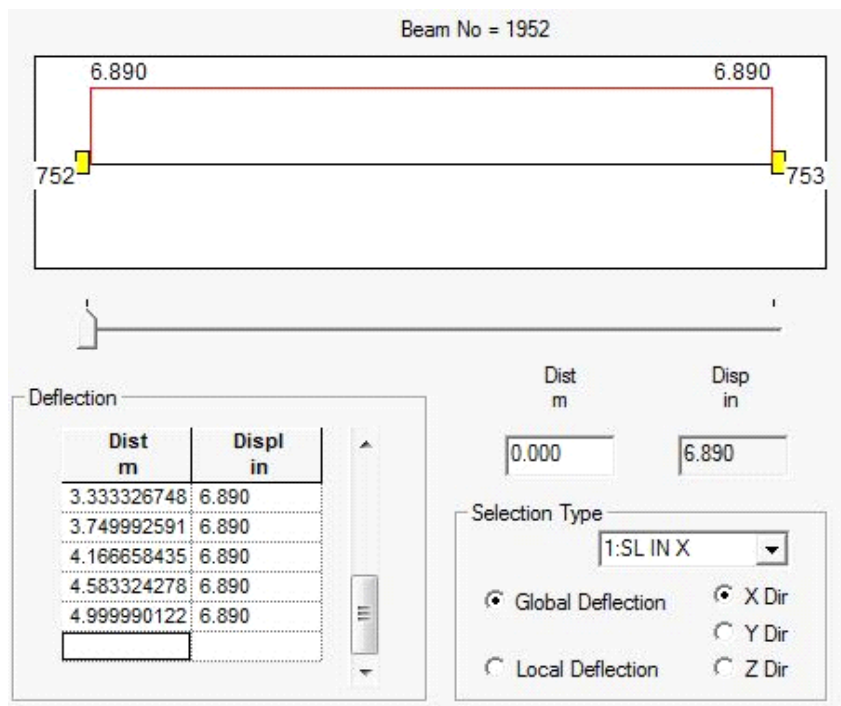 Beam No = 1952
6.890 6.890
752 753
Dist Disp
m in
Deflection
Dist Displ
m in
0.000 6.890
3.333326748 6.890
3.749992591 6.890
4.166658435 6.890
4.583324278 6.890
4.999990122 6.890
Selection Type
1:SL IN X
Global Deflection X Dir
Y Dir
Local Deflection Z Dir